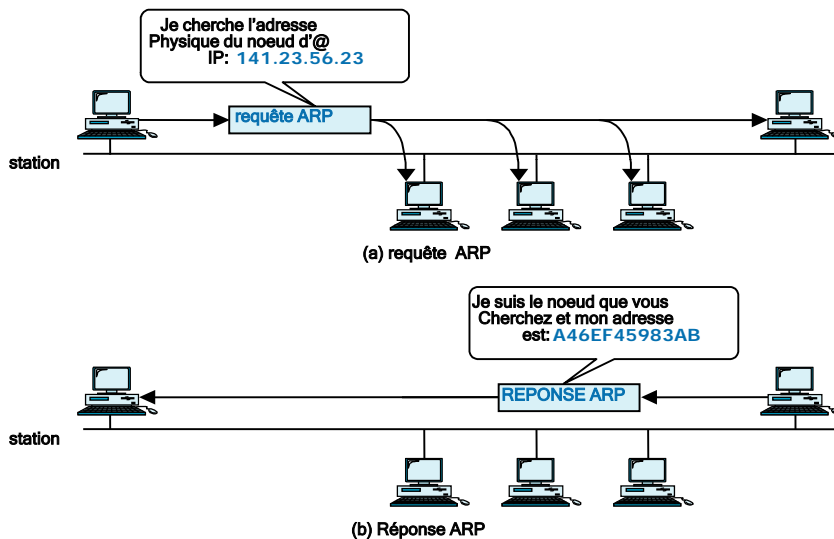 Je cherche l'adresse
Physique du noeud d'@
IP: 141.23.56.23
requête ARP
station
(a) requête ARP
Je suis le noeud que vous
Cherchez et mon adresse
est: A46EF45983AB
REPONSE ARP
station
(b) Réponse ARP